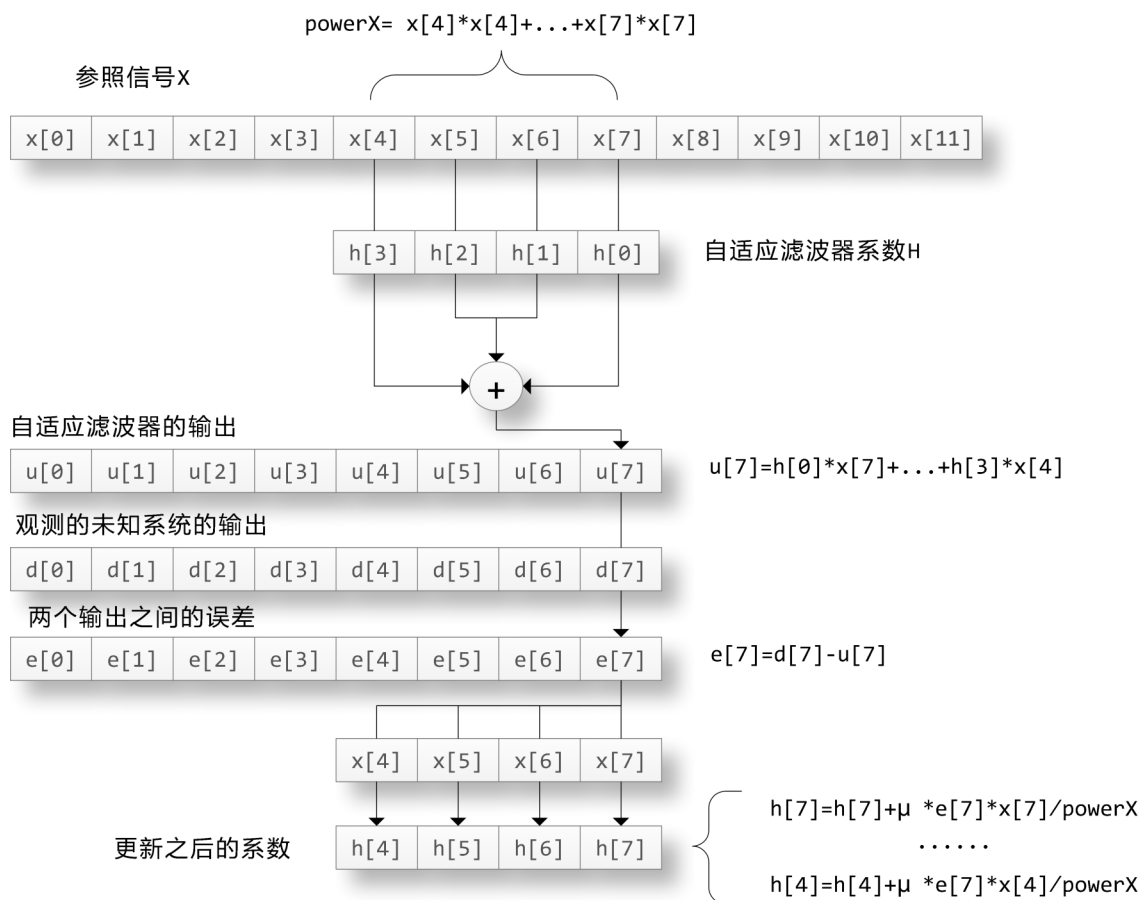 powerX= x[4]*x[4]+...+x[7]*x[7]
参照信号X
x[0] x[1] x[2] x[3] x[4] x[5] x[6] x[7] x[8] x[9] x[10] x[11]
h[3] h[2] h[1] h[0]
自适应滤波器系数H
+
自适应滤波器的输出
u[0] u[1] u[2] u[3] u[4] u[5] u[6] u[7]
u[7]=h[0]*x[7]+...+h[3]*x[4]
观测的未知系统的输出
d[0] d[1] d[2] d[3] d[4] d[5] d[6] d[7]
两个输出之间的误差
e[0] e[1] e[2] e[3] e[4] e[5] e[6] e[7]
e[7]=d[7]-u[7]
x[4] x[5] x[6] x[7]
更新之后的系数
h[4] h[5] h[6] h[7]
h[7]=h[7]+μ *e[7]*x[7]/powerX
......
h[4]=h[4]+μ *e[7]*x[4]/powerX